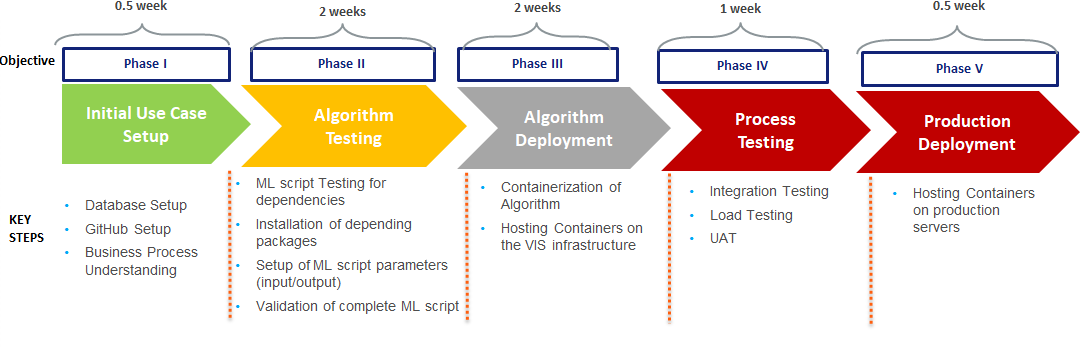 0.5 week
2 weeks
2 weeks
1 week
0.5 week
Objective
Phase I
Phase II
Phase III
Phase IV
Phase V
Initial Use Case
Setup
Algorithm
Testing
Algorithm
Deployment
Process
Testing
Production
Deployment
KEY
STEPS
• Database Setup
• GitHub Setup
• Business Process
Understanding
• ML script Testing for
dependencies
• Installation of depending
packages
• Setup of ML script parameters
(input/output)
• Validation of complete ML script
• Containerization of
Algorithm
• Hosting Containers on
the VIS infrastructure
• Integration Testing
• Load Testing
• UAT
• Hosting Containers
on production
servers